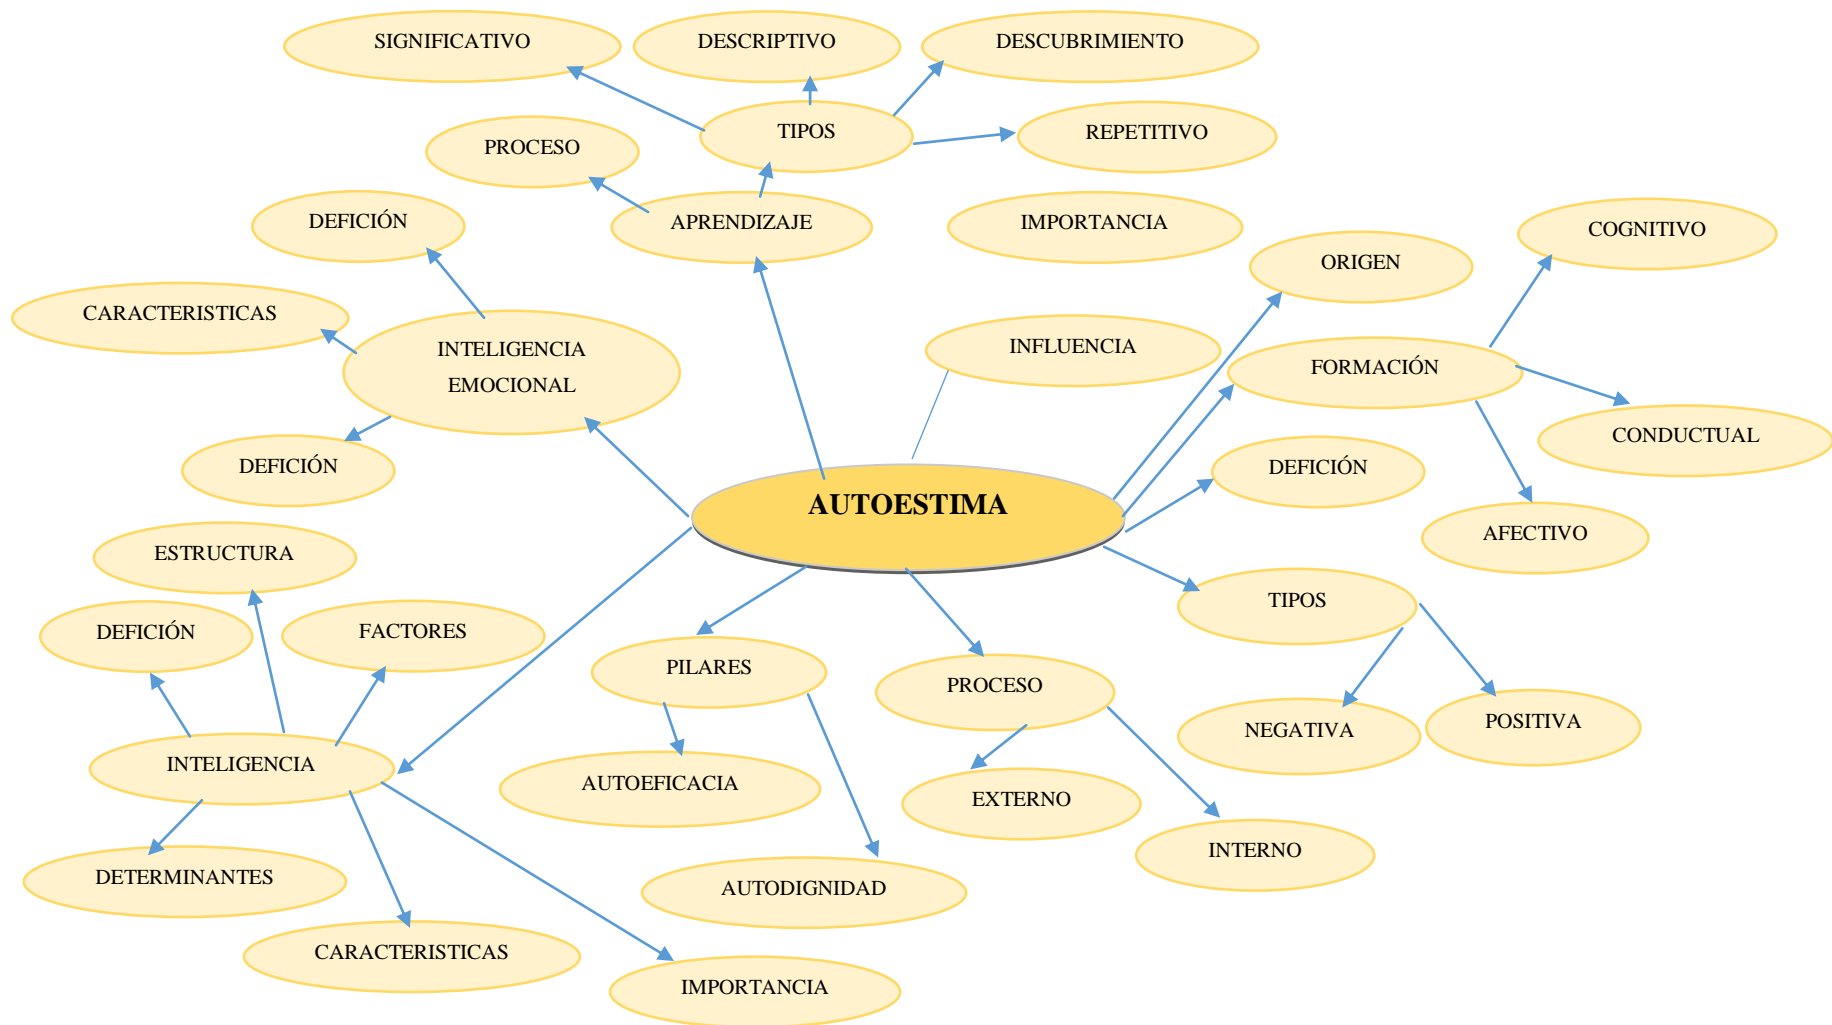 SIGNIFICATIVO
DESCRIPTIVO
DESCUBRIMIENTO
TIPOS
REPETITIVO
PROCESO
DEFICIÓN
APRENDIZAJE
IMPORTANCIA
COGNITIVO
ORIGEN
CARACTERISTICAS
INTELIGENCIA
EMOCIONAL
INFLUENCIA
FORMACIÓN
CONDUCTUAL
DEFICIÓN
DEFICIÓN
AUTOESTIMA
AFECTIVO
ESTRUCTURA
TIPOS
DEFICIÓN
FACTORES
PILARES
PROCESO
NEGATIVA
POSITIVA
INTELIGENCIA
AUTOEFICACIA
EXTERNO
INTERNO
DETERMINANTES
AUTODIGNIDAD
CARACTERISTICAS
IMPORTANCIA